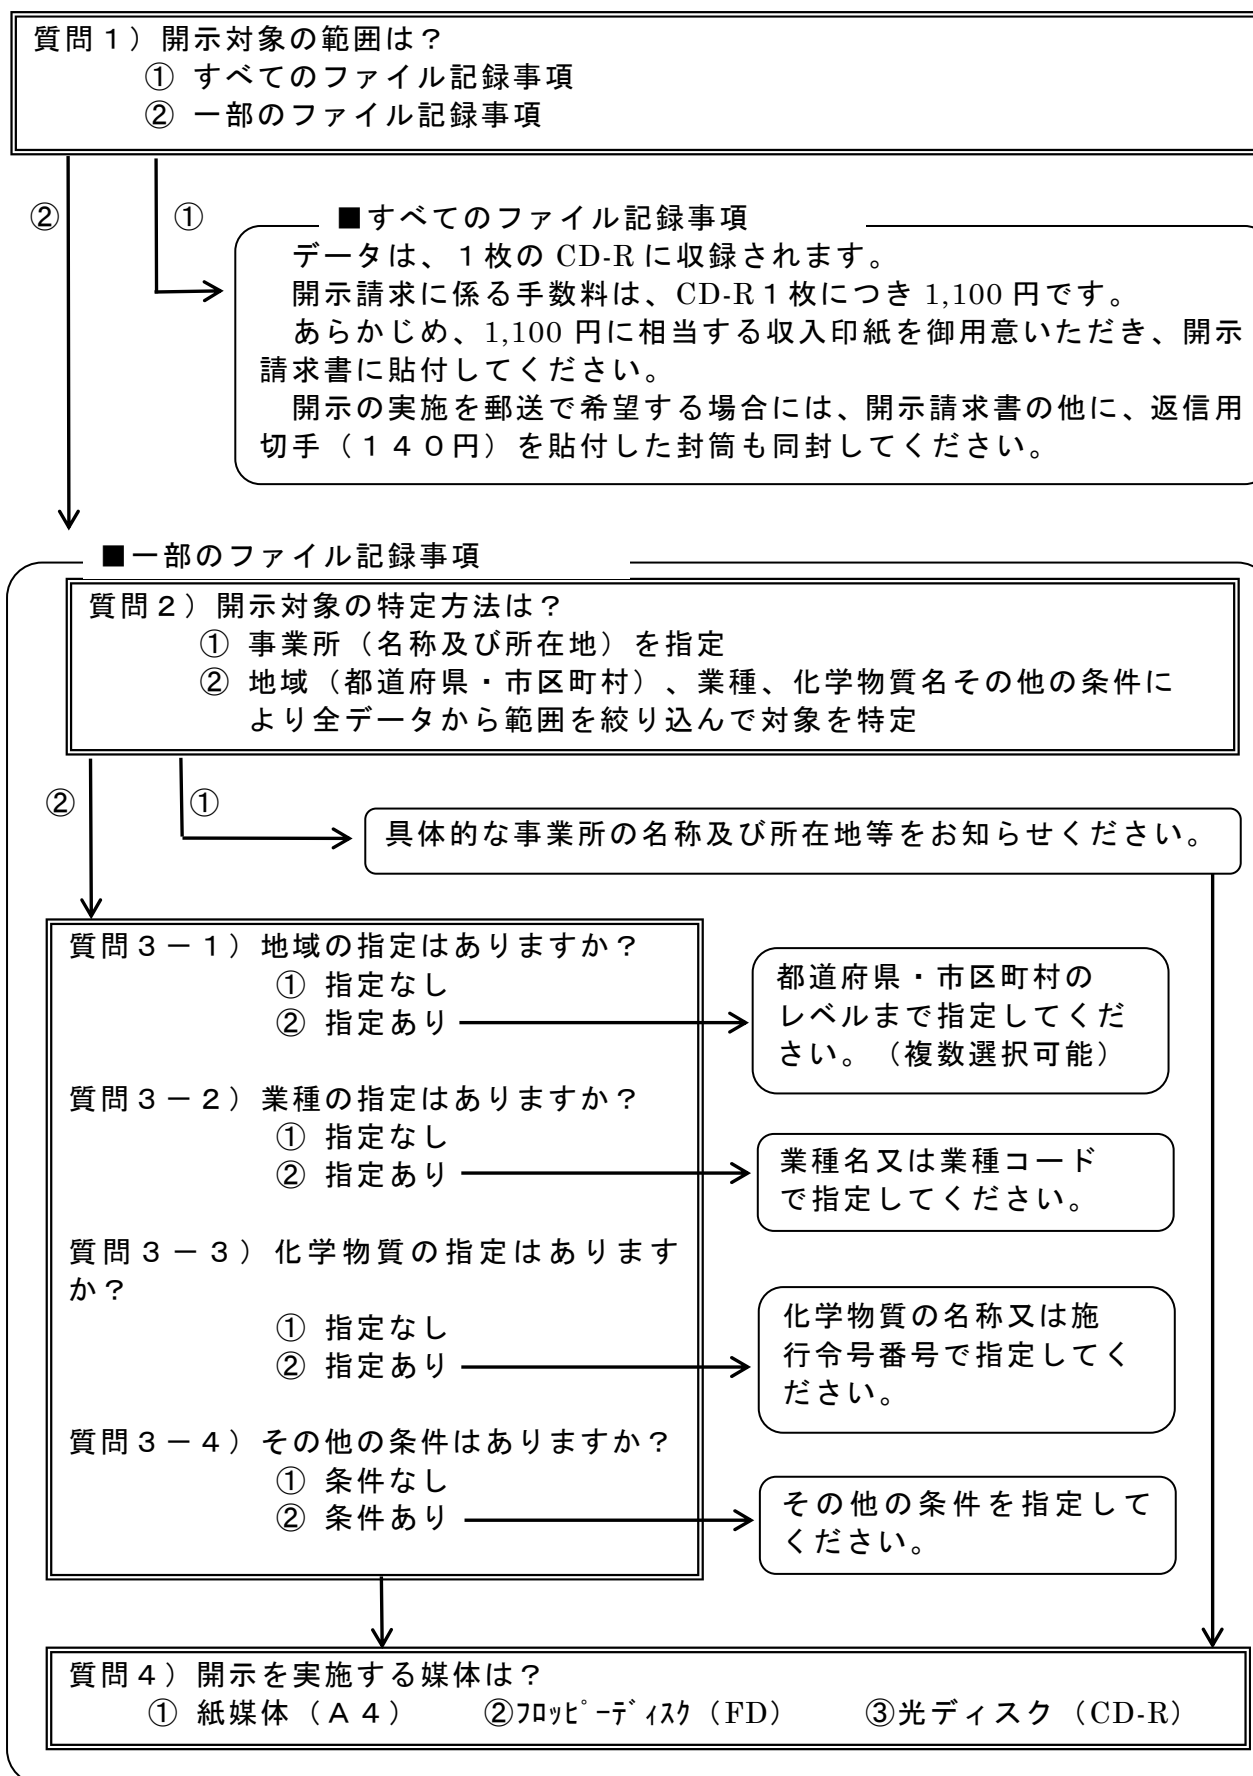 質問１）開示対象の範囲は？
① すべてのファイル記録事項
② 一部のファイル記録事項
②
①
■すべてのファイル記録事項
データは、１枚の CD-R に収録されます。
開示請求に係る手数料は、CD-R１枚につき 1,100 円です。
あらかじめ、1,100 円に相当する収入印紙を御用意いただき、開示
請求書に貼付してください。
開示の実施を郵送で希望する場合には、開示請求書の他に、返信用
切手（１４０円）を貼付した封筒も同封してください。
■一部のファイル記録事項
質問２）開示対象の特定方法は？
① 事業所（名称及び所在地）を指定
② 地域（都道府県・市区町村）、業種、化学物質名その他の条件に
より全データから範囲を絞り込んで対象を特定
②
①
具体的な事業所の名称及び所在地等をお知らせください。
質問３－１）地域の指定はありますか？
① 指定なし
② 指定あり
都道府県・市区町村の
レベルまで指定してくだ
さい。（複数選択可能）
質問３－２）業種の指定はありますか？
① 指定なし
② 指定あり
業種名又は業種コード
で指定してください。
質問３－３）化学物質の指定はあります
か？
① 指定なし
② 指定あり
化学物質の名称又は施
行令号番号で指定してく
ださい。
質問３－４）その他の条件はありますか？
① 条件なし
② 条件あり
その他の条件を指定して
ください。
質問４）開示を実施する媒体は？
① 紙媒体（Ａ４） ②ﾌﾛｯﾋﾟｰﾃﾞｨｽｸ（FD） ③光ディスク（CD-R）